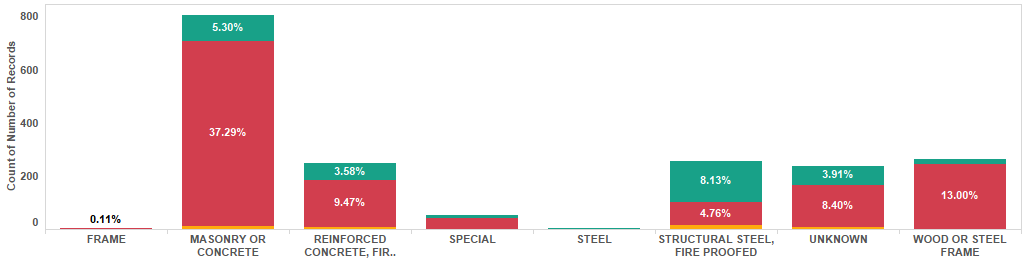 800
600
400
200
0
Count of Number of Records
5.30%
37.29%
3.58%
9.47%
0.11%
8.13%
4.76%
3.91%
8.40%
13.00%
FRAME
MASONRY OR
CONCRETE
REINFORCED
CONCRETE, FIR..
SPECIAL
STEEL
STRUCTURAL STEEL,
FIRE PROOFED
UNKNOWN
WOOD OR STEEL
FRAME